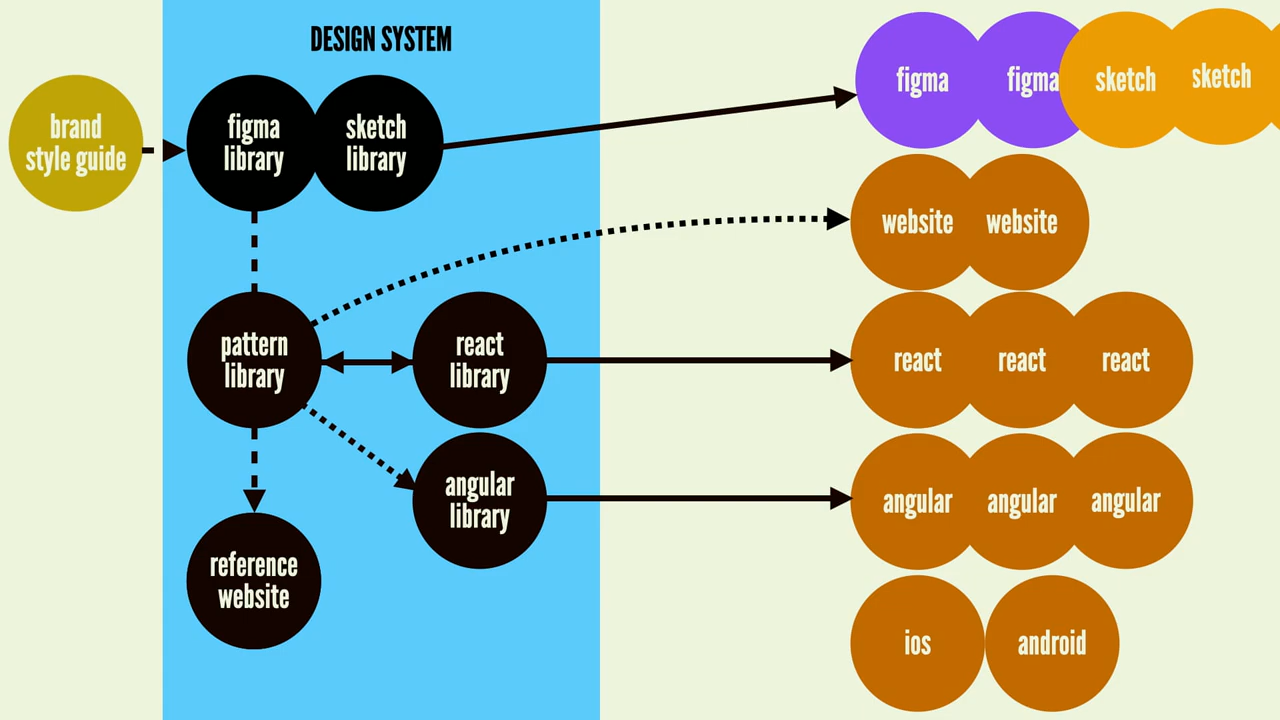 DESIGN SYSTEM
brand
style guide
figma
library
sketch
library
figma
figma
sketch
sketch
website
website
pattern
library
react
library
react
react
react
angular
library
angular
angular
angular
reference
website
ios
android